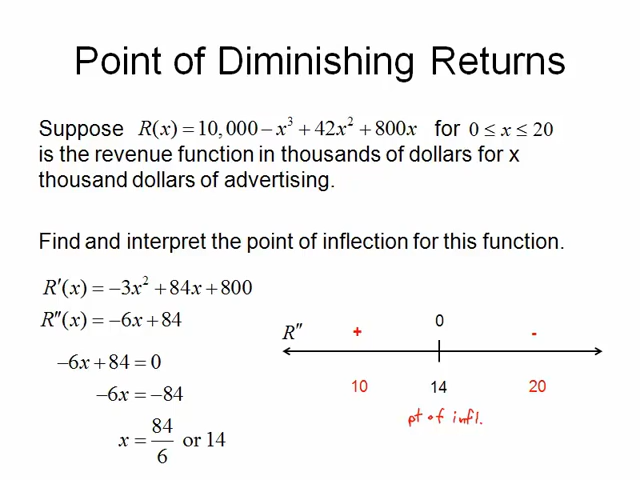 Point of Diminishing Returns
Suppose R(x) = 10,000 − x³ + 42x² + 800x for 0 ≤ x ≤ 20
is the revenue function in thousands of dollars for x
thousand dollars of advertising.
Find and interpret the point of inflection for this function.
R′(x) = −3x² + 84x + 800
R″(x) = −6x + 84
−6x + 84 = 0
−6x = −84
x = 84/6 or 14
R″ + 0 -
10 14 20
pt of infl.